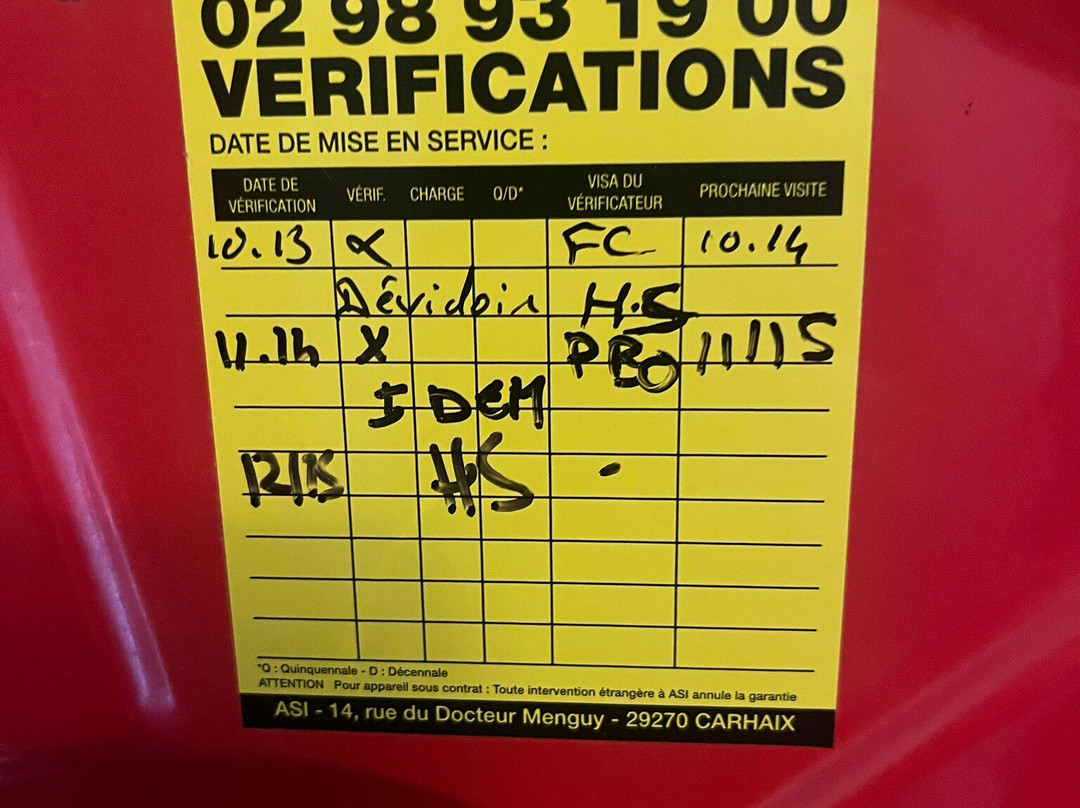 02 98 93 19 00
VERIFICATIONS
DATE DE MISE EN SERVICE :
DATE DE VÉRIFICATION VÉRIF. CHARGE Q/D* VISA DU VÉRIFICATEUR PROCHAINE VISITE
10.13 X FC 10.14
Dévidoir H.S
11.14 X PBO 11/15
IDEM
12/15 HS
*Q : Quinquennale - D : Décennale
ATTENTION Pour appareil sous contrat : Toute intervention étrangère à ASI annule la garantie
ASI - 14, rue du Docteur Menguy - 29270 CARHAIX